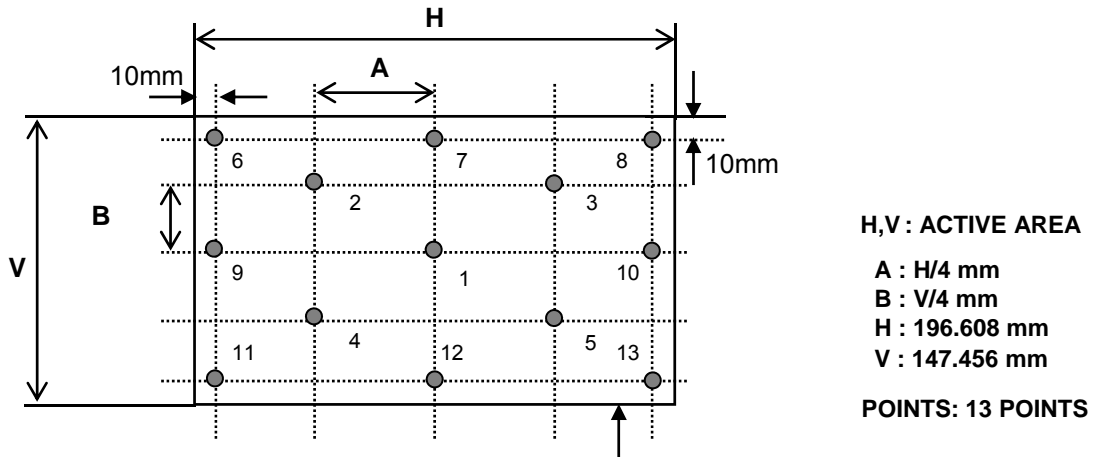 H
10mm
A
6
7
8
10mm
2
3
B
H,V : ACTIVE AREA
V
9
1
10
A : H/4 mm
B : V/4 mm
H : 196.608 mm
V : 147.456 mm
4
5
11
12
13
POINTS: 13 POINTS